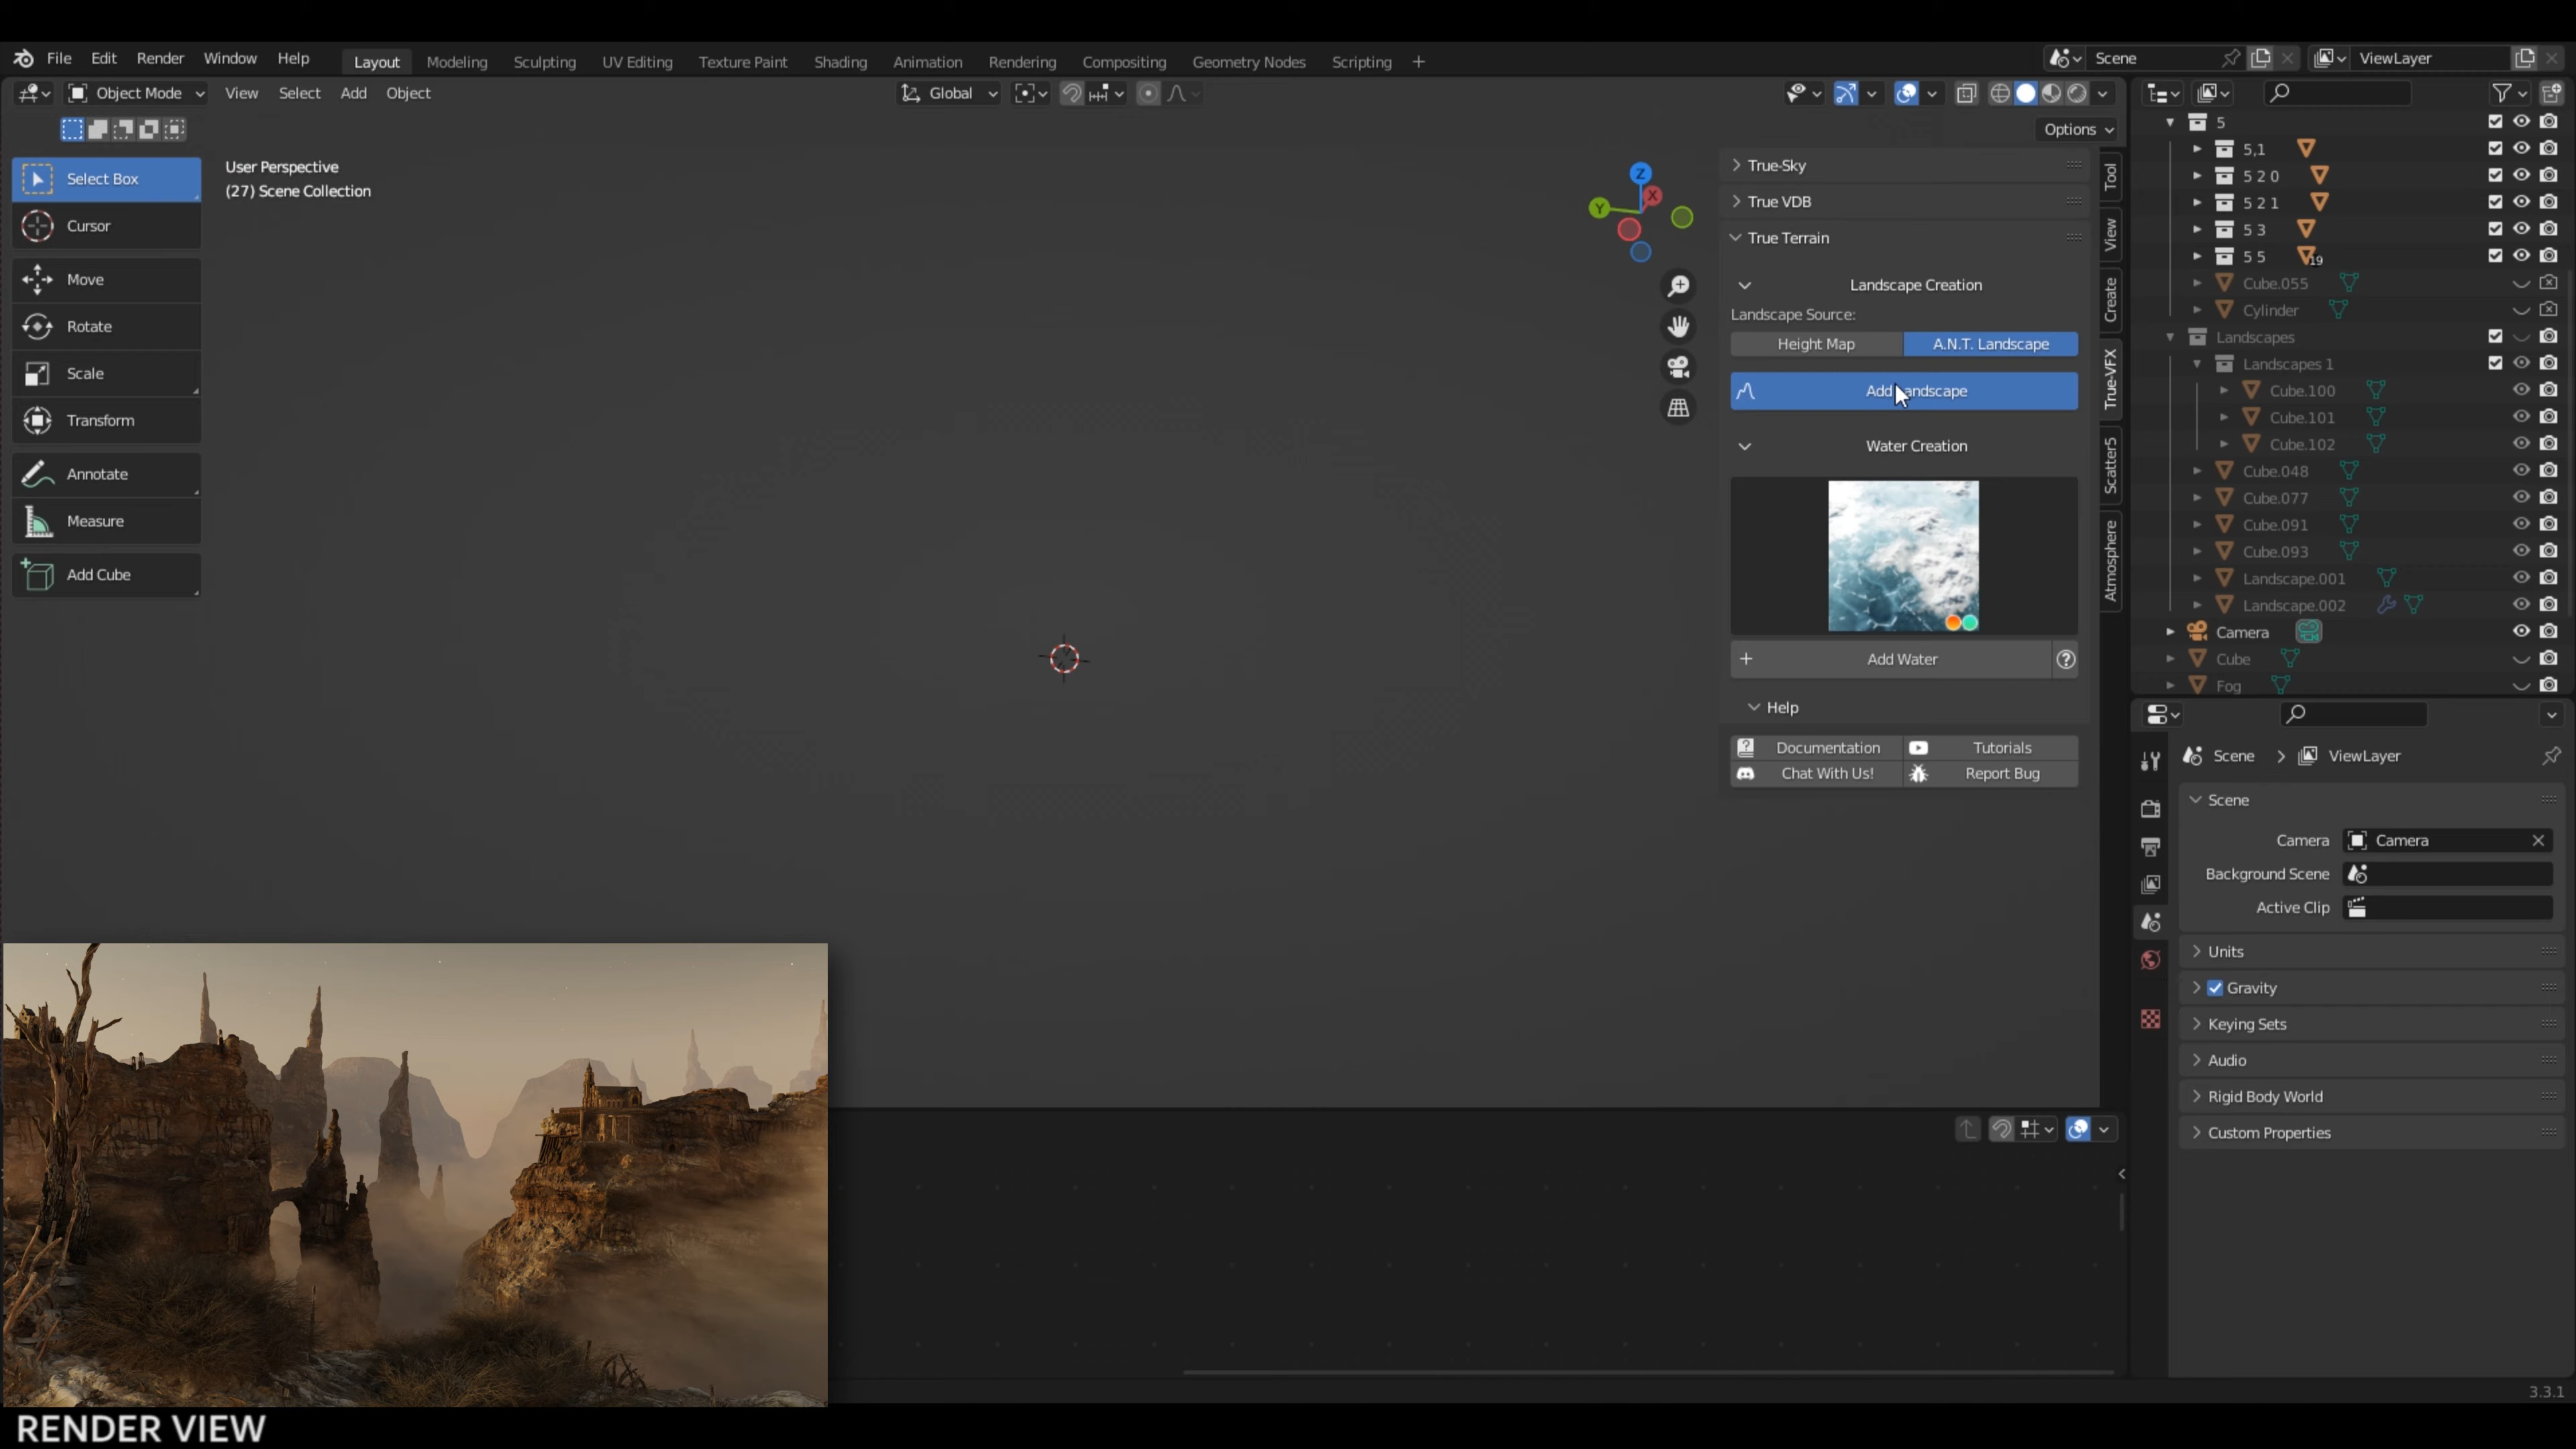 File Edit Render Window Help Layout Modeling Sculpting UV Editing Texture Paint Shading Animation Rendering Compositing Geometry Nodes Scripting + Scene ViewLayer
Object Mode View Select Add Object Global
Options
Select Box
Cursor
Move
Rotate
Scale
Transform
Annotate
Measure
Add Cube
User Perspective
(27) Scene Collection
Z
X
Y
True-Sky
True VDB
True Terrain
Landscape Creation
Landscape Source:
Height Map A.N.T. Landscape
Add Landscape
Water Creation
+ Add Water ?
Help
Documentation Tutorials
Chat With Us! Report Bug
Tool
View
Create
True-VFX
Scatter5
Atmosphere
5
5,1
5 2 0
5 2 1
5 3
5 5 19
Cube.055
Cylinder
Landscapes
Landscapes 1
Cube.100
Cube.101
Cube.102
Cube.048
Cube.077
Cube.091
Cube.093
Landscape.001
Landscape.002
Camera
Cube
Fog
Scene > ViewLayer
Scene
Camera Camera
Background Scene
Active Clip
Units
Gravity
Keying Sets
Audio
Rigid Body World
Custom Properties
3.3.1
RENDER VIEW